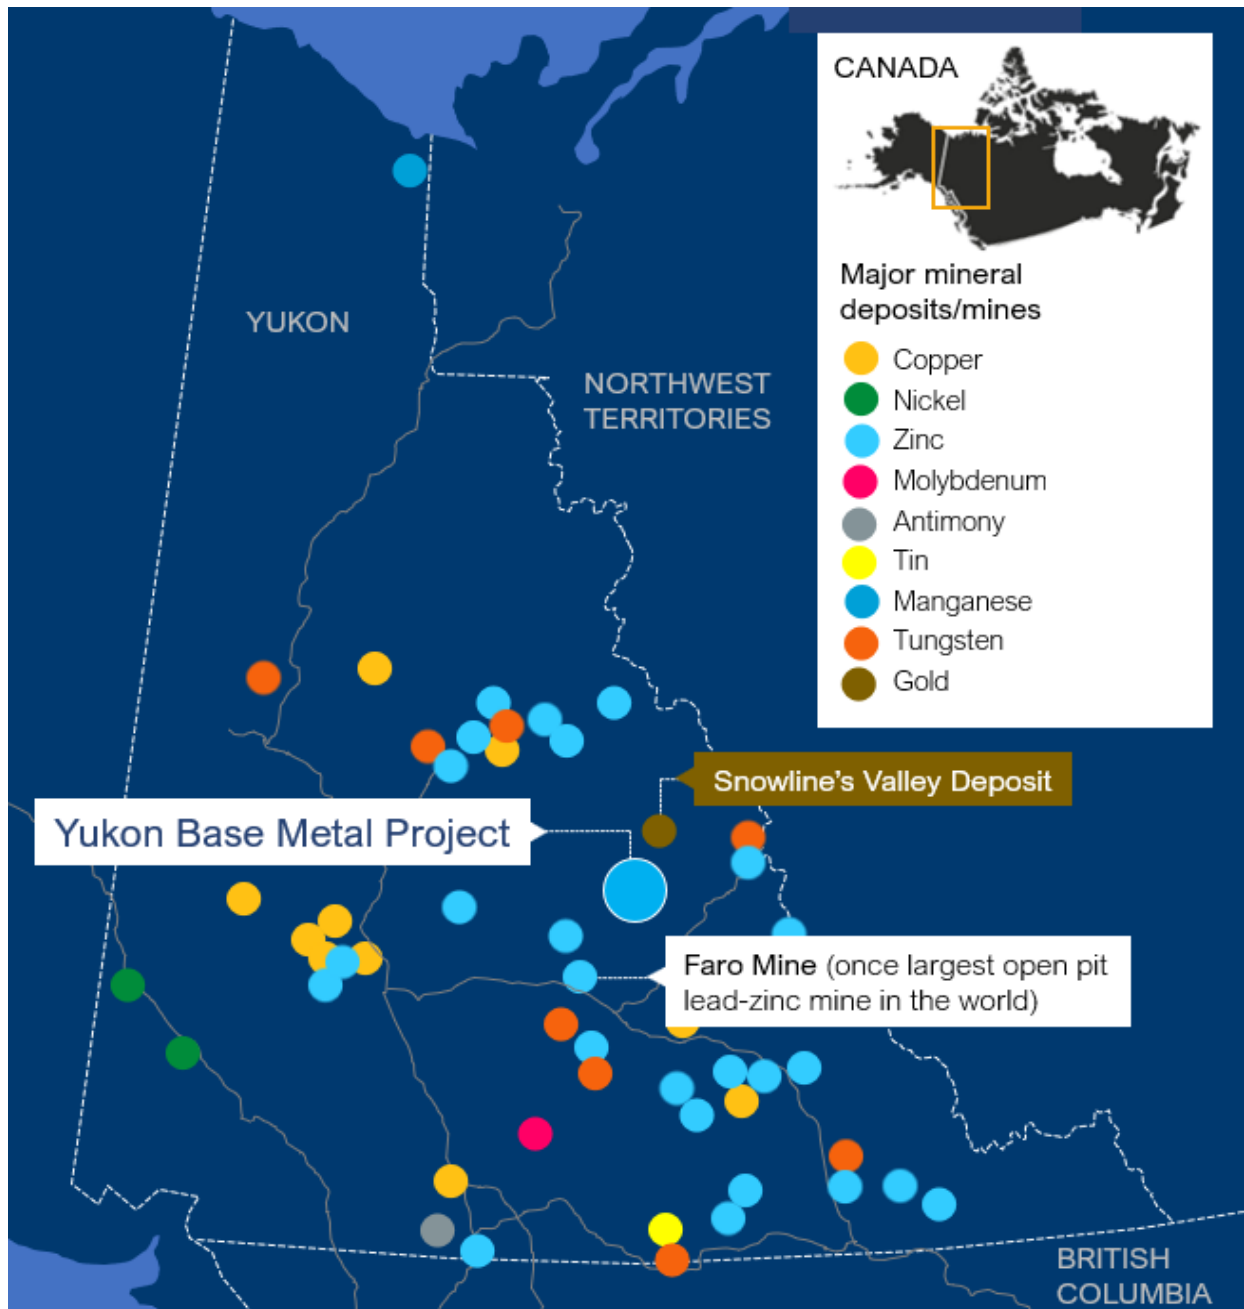 CANADA
Major mineral
deposits/mines
Copper
Nickel
Zinc
Molybdenum
Antimony
Tin
Manganese
Tungsten
Gold
YUKON
NORTHWEST
TERRITORIES
Snowline's Valley Deposit
Yukon Base Metal Project
Faro Mine (once largest open pit
lead-zinc mine in the world)
BRITISH
COLUMBIA